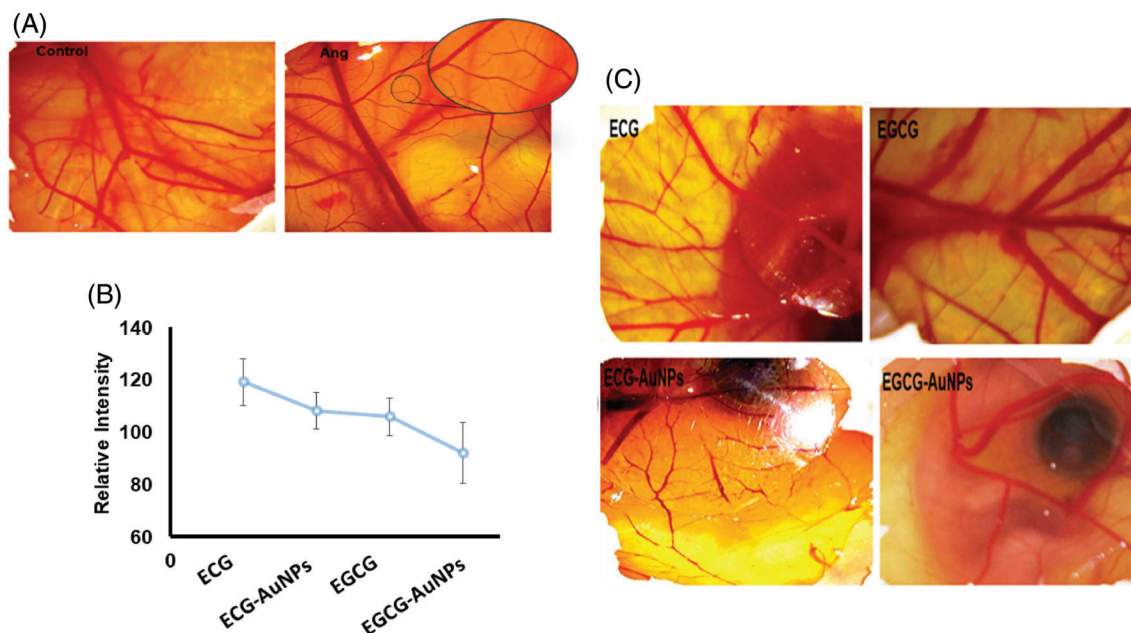 (A)
Control
Ang
(B)
Relative Intensity
140
120
100
80
60
0
ECG
ECG-AuNPs
EGCG
EGCG-AuNPs
(C)
ECG
EGCG
ECG-AuNPs
EGCG-AuNPs